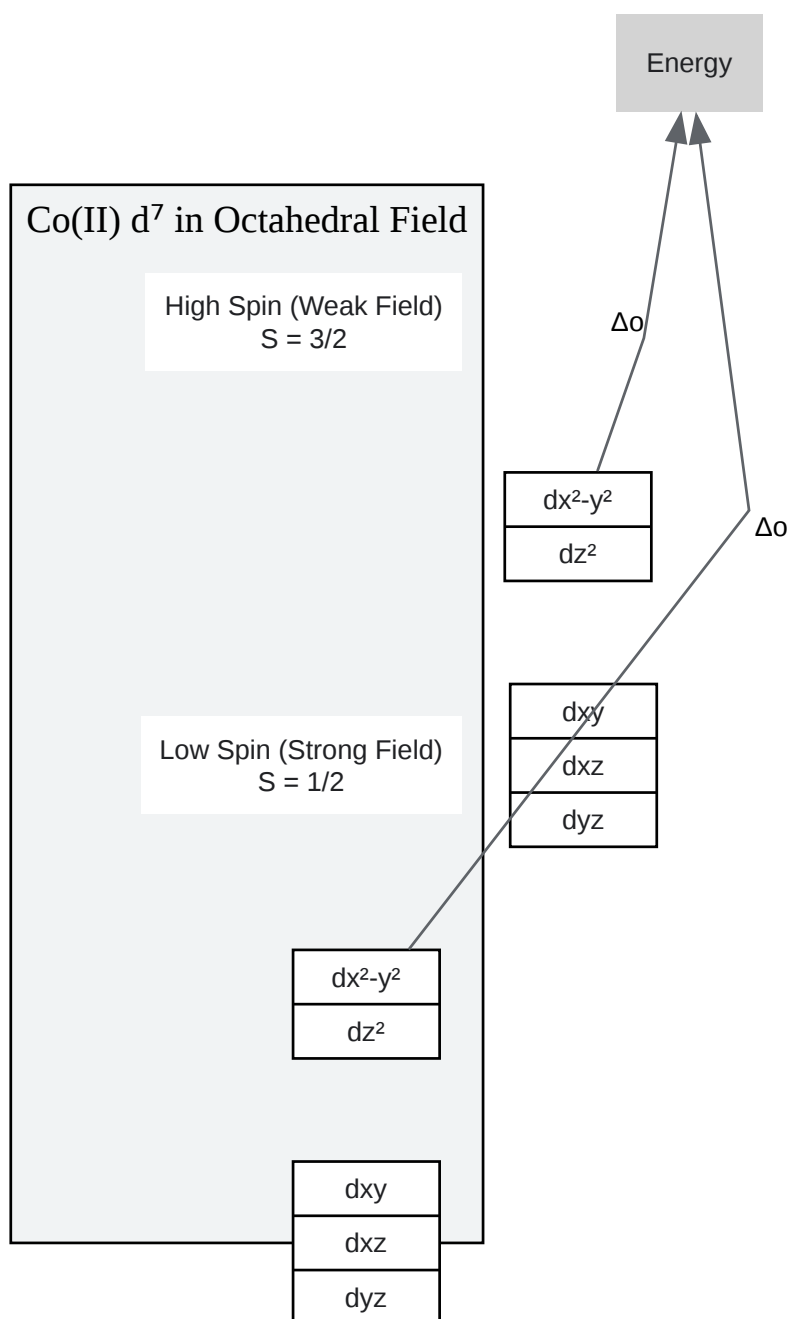 Energy
Co(II) d⁷ in Octahedral Field
High Spin (Weak Field)
S = 3/2
Δo
dx²-y²
dz²
Δo
dxy
dxz
dyz
Low Spin (Strong Field)
S = 1/2
dx²-y²
dz²
dxy
dxz
dyz